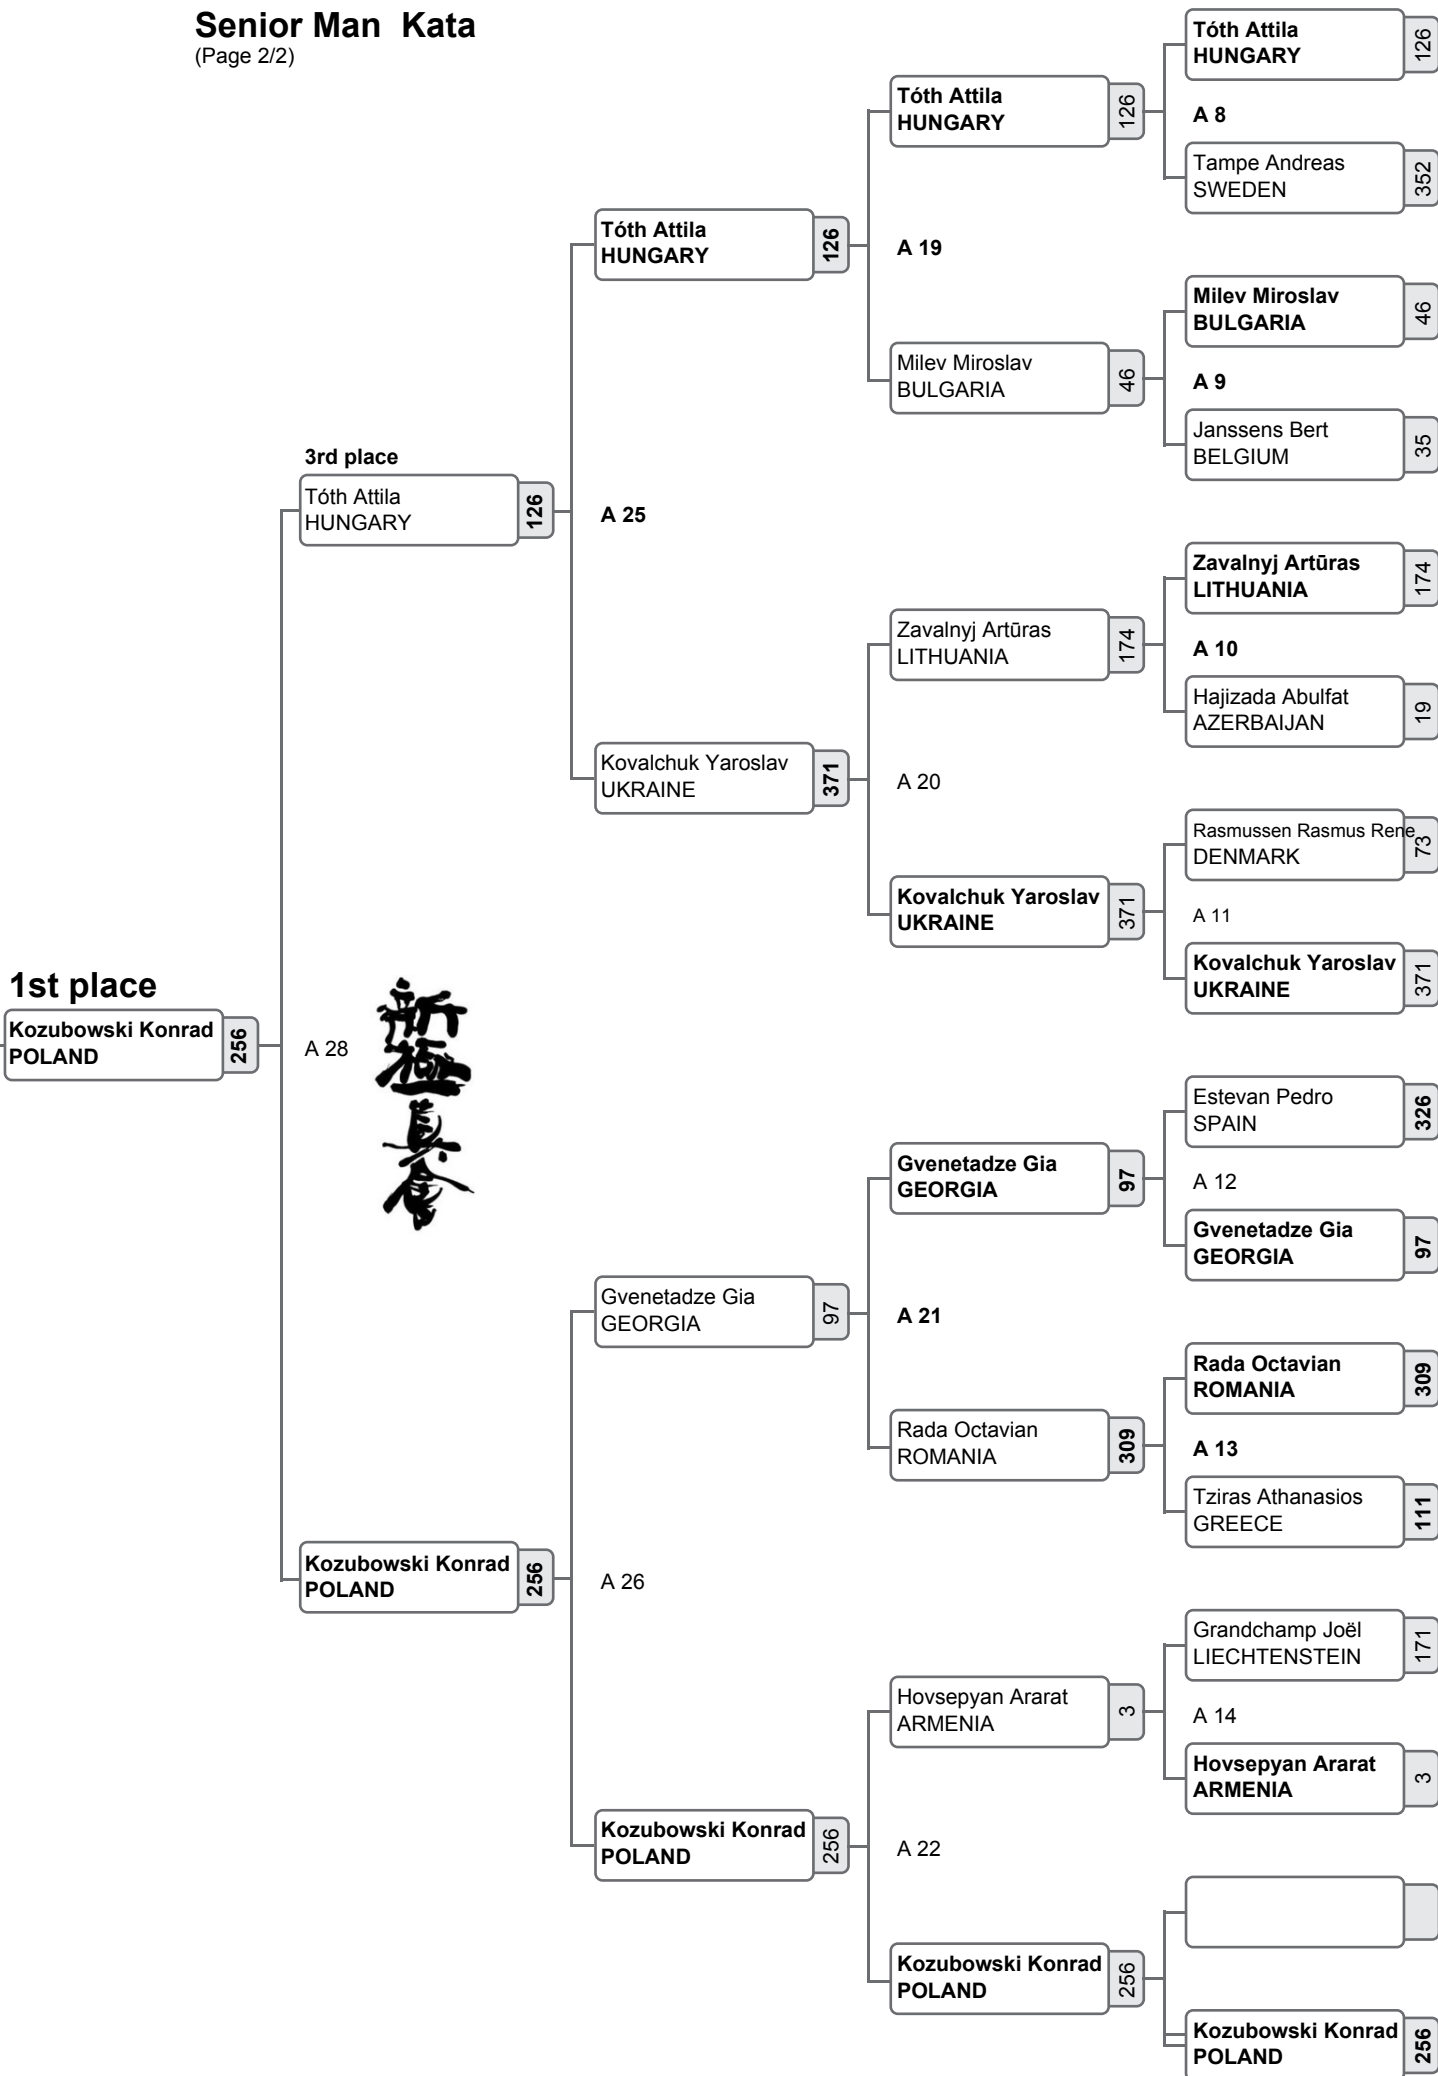 Senior Man Kata
(Page 2/2)
1st place
Kozubowski Konrad
POLAND
256
A 28
新
極
真
會
3rd place
Tóth Attila
HUNGARY
126
Kozubowski Konrad
POLAND
256
Tóth Attila
HUNGARY
126
A 25
Kovalchuk Yaroslav
UKRAINE
371
Gvenetadze Gia
GEORGIA
97
A 26
Kozubowski Konrad
POLAND
256
Tóth Attila
HUNGARY
126
A 19
Milev Miroslav
BULGARIA
46
Zavalnyj Artūras
LITHUANIA
174
A 20
Kovalchuk Yaroslav
UKRAINE
371
Gvenetadze Gia
GEORGIA
97
A 21
Rada Octavian
ROMANIA
309
Hovsepyan Ararat
ARMENIA
3
A 22
Kozubowski Konrad
POLAND
256
Tóth Attila
HUNGARY
126
A 8
Tampe Andreas
SWEDEN
352
Milev Miroslav
BULGARIA
46
A 9
Janssens Bert
BELGIUM
35
Zavalnyj Artūras
LITHUANIA
174
A 10
Hajizada Abulfat
AZERBAIJAN
19
Rasmussen Rasmus Rene
DENMARK
73
A 11
Kovalchuk Yaroslav
UKRAINE
371
Estevan Pedro
SPAIN
326
A 12
Gvenetadze Gia
GEORGIA
97
Rada Octavian
ROMANIA
309
A 13
Tziras Athanasios
GREECE
111
Grandchamp Joël
LIECHTENSTEIN
171
A 14
Hovsepyan Ararat
ARMENIA
3
Kozubowski Konrad
POLAND
256